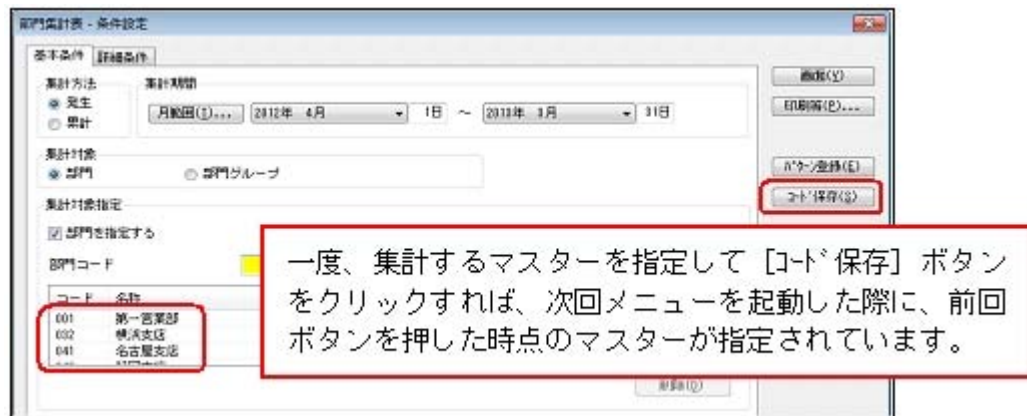 部門集計表 - 条件設定
基本条件 詳細条件
集計方法
集計期間
発生
累計
月範囲(I)... 2012年 4月 1日 ～ 2013年 3月 31日
画面(V)
印刷等(P)...
集計対象
部門 部門グループ
ﾊﾟﾀｰﾝ登録(E)
ｺｰﾄﾞ保存(S)
集計対象指定
部門を指定する
部門コード
コード 名称
001 第一営業部
032 横浜支店
041 名古屋支店
一度、集計するマスターを指定して［ｺｰﾄﾞ保存］ボタン
をクリックすれば、次回メニューを起動した際に、前回
ボタンを押した時点のマスターが指定されています。
削除(D)